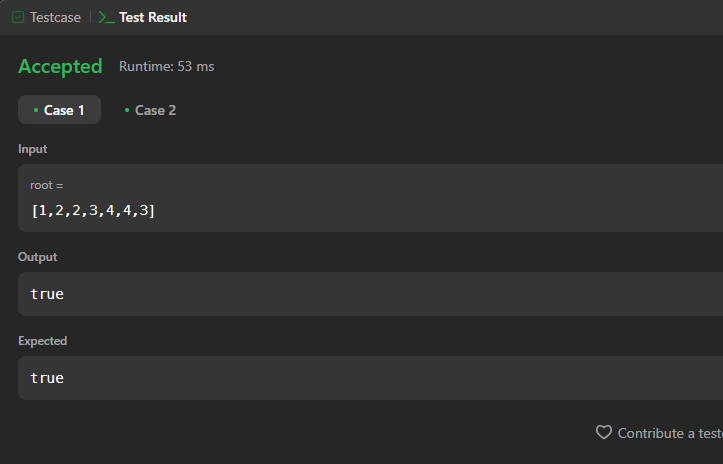 Testcase
Test Result
Accepted Runtime: 53 ms
Case 1 Case 2
Input
root =
[1,2,2,3,4,4,3]
Output
true
Expected
true
Contribute a